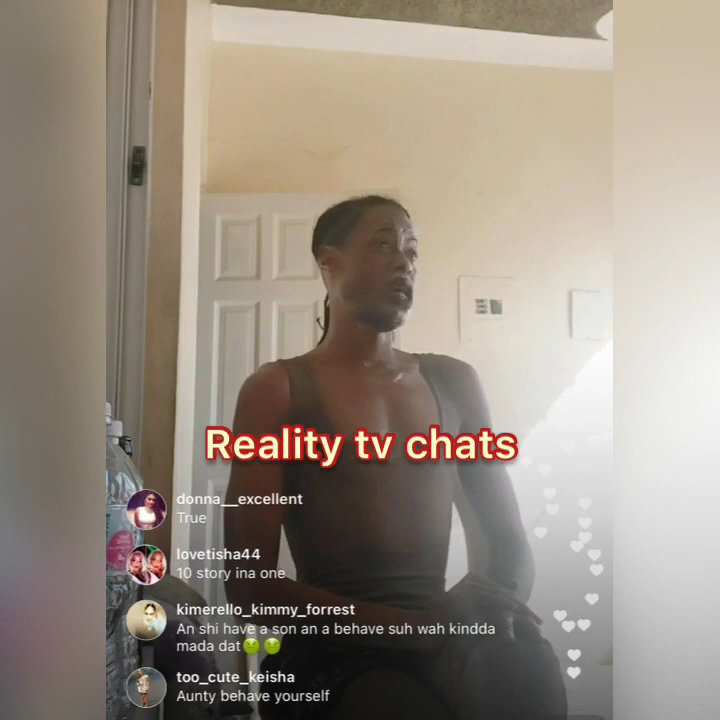 Reality tv chats
donna__excellent
True
lovetisha44
10 story ina one
kimerello_kimmy_forrest
An shi have a son an a behave suh wah kindda
mada dat🤢🤢
too_cute_keisha
Aunty behave yourself